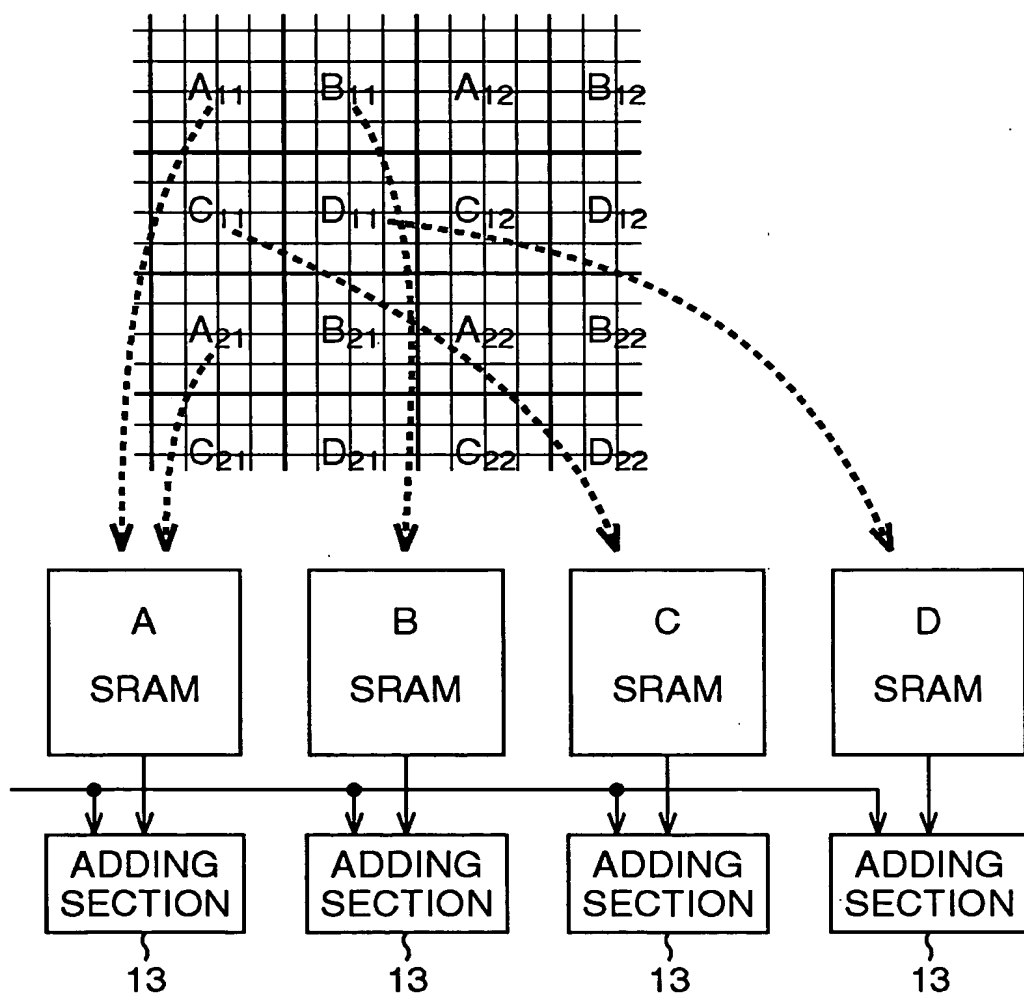 A11 B11 A12 B12
C11 D11 C12 D12
A21 B21 A22 B22
C21 D21 C22 D22
A B C D
SRAM SRAM SRAM SRAM
ADDING ADDING ADDING ADDING
SECTION SECTION SECTION SECTION
13 13 13 13